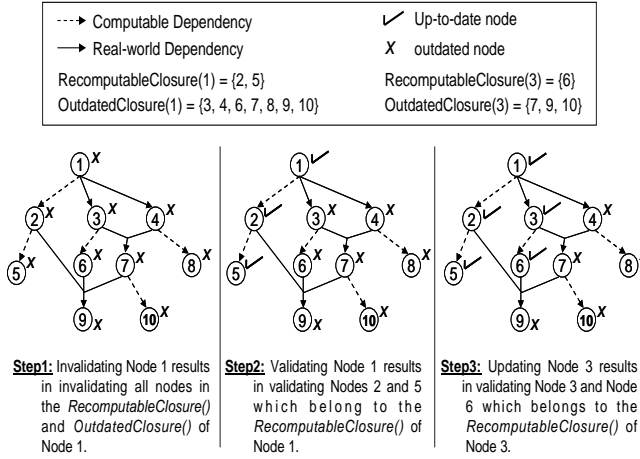 Computable Dependency
Up-to-date node
Real-world Dependency
X outdated node
RecomputableClosure(1) = {2, 5}
RecomputableClosure(3) = {6}
OutdatedClosure(1) = {3, 4, 6, 7, 8, 9, 10}
OutdatedClosure(3) = {7, 9, 10}
1 X
2 X 3 X 4 X
5 X 6 X 7 X 8 X
9 X 10 X
1
2 3 X 4 X
5 6 X 7 X 8 X
9 X 10 X
1
2 3 4 X
5 6 7 X 8 X
9 X 10 X
Step1: Invalidating Node 1 results
in invalidating all nodes in
the RecomputableClosure()
and OutdatedClosure() of
Node 1.
Step2: Validating Node 1 results
in validating Nodes 2 and 5
which belong to the
RecomputableClosure() of
Node 1.
Step3: Updating Node 3 results
in validating Node 3 and Node
6 which belongs to the
RecomputableClosure() of
Node 3.